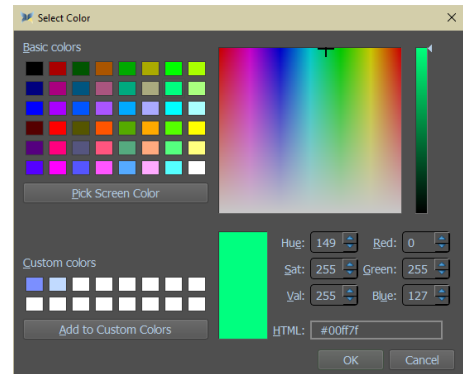 Select Color
Basic colors
Pick Screen Color
Custom colors
Add to Custom Colors
Hue: 149 Red: 0
Sat: 255 Green: 255
Val: 255 Blue: 127
HTML: #00ff7f
OK Cancel